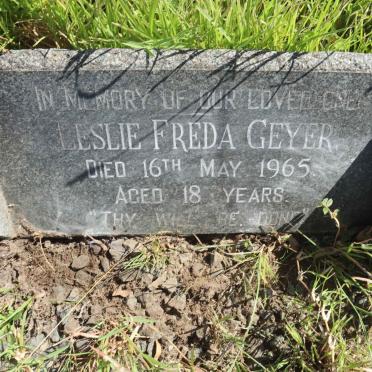 IN MEMORY OF OUR LOVED ONE
LESLIE FREDA GEYER
DIED 16TH MAY 1965.
AGED 18 YEARS.
"THY WILL BE DONE"